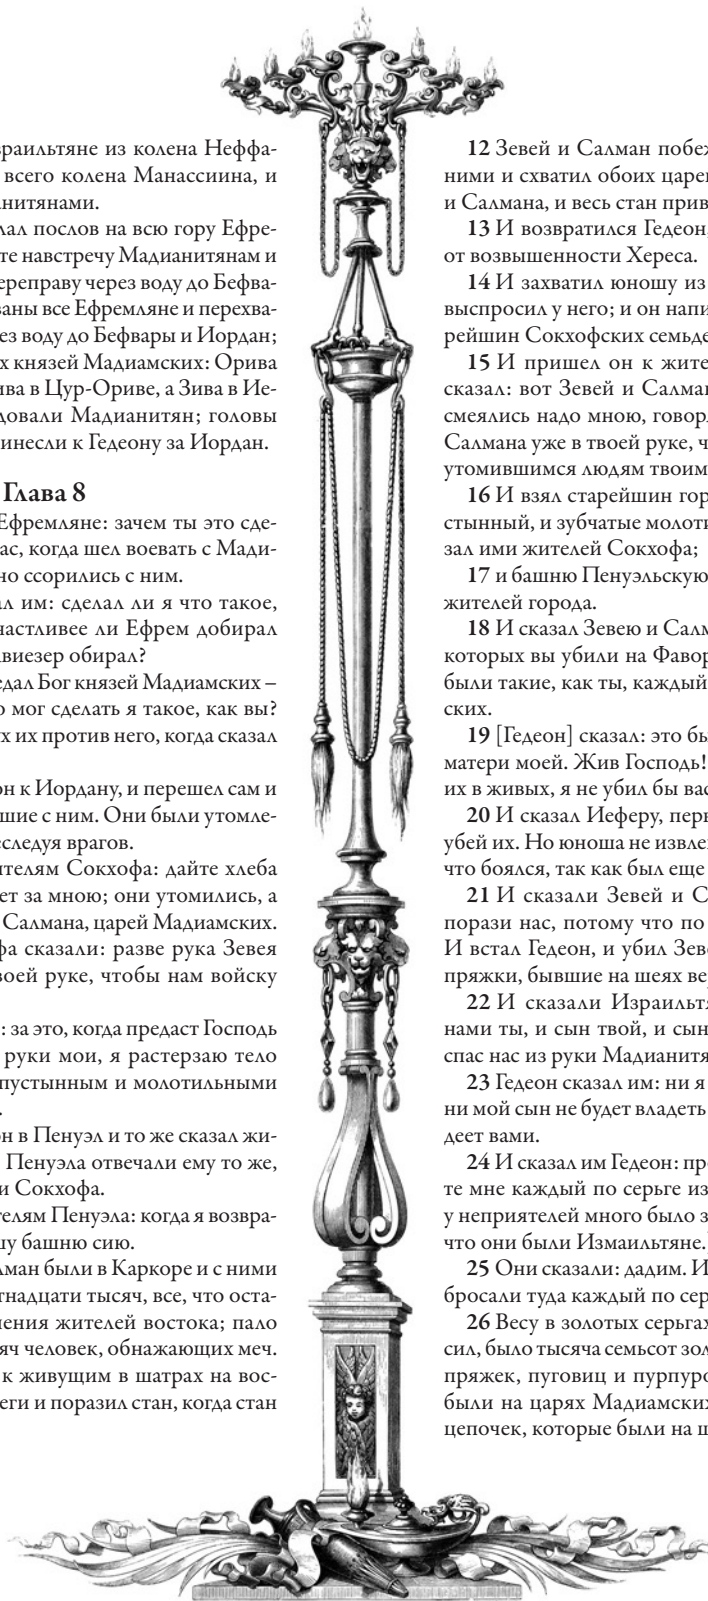 раильтяне из колена Неффа-
всего колена Манассиина, и
анитянами.
лал послов на всю гору Ефре-
те навстречу Мадианитянам и
ереправу через воду до Бефва-
ваны все Ефремляне и перехва-
ез воду до Бефвары и Иордан;
х князей Мадиамских: Орива
ива в Цур-Ориве, а Зива в Ие-
довали Мадианитян; головы
инесли к Гедеону за Иордан.
Глава 8
Ефремляне: зачем ты это сде-
ас, когда шел воевать с Мади-
но ссорились с ним.
ал им: сделал ли я что такое,
частливее ли Ефрем добирал
авиезер обирал?
едал Бог князей Мадиамских –
о мог сделать я такое, как вы?
ух их против него, когда сказал
он к Иордану, и перешел сам и
шие с ним. Они были утомле-
еследуя врагов.
ителям Сокхофа: дайте хлеба
ет за мною; они утомились, а
Салмана, царей Мадиамских.
фа сказали: разве рука Зевея
воей руке, чтобы нам войску
: за это, когда предаст Господь
руки мои, я растерзаю тело
пустынным и молотильными
.
он в Пенуэл и то же сказал жи-
Пенуэла отвечали ему то же,
и Сокхофа.
телям Пенуэла: когда я возвра-
шу башню сию.
лман были в Каркоре и с ними
тнадцати тысяч, все, что оста-
чения жителей востока; пало
яч человек, обнажающих меч.
к живущим в шатрах на вос-
еги и поразил стан, когда стан
12 Зевей и Салман побеж
ними и схватил обоих царе
и Салмана, и весь стан прив
13 И возвратился Гедеон,
от возвышенности Хереса.
14 И захватил юношу из
выспросил у него; и он напи
рейшин Сокхофских семьде
15 И пришел он к жите
сказал: вот Зевей и Салман
смеялись надо мною, говор
Салмана уже в твоей руке, ч
утомившимся людям твоим
16 И взял старейшин гор
стынный, и зубчатые молоти
зал ими жителей Сокхофа;
17 и башню Пенуэльскую
жителей города.
18 И сказал Зевею и Салм
которых вы убили на Фавор
были такие, как ты, каждый
ских.
19 [Гедеон] сказал: это бы
матери моей. Жив Господь!
их в живых, я не убил бы вас
20 И сказал Иеферу, перв
убей их. Но юноша не извле
что боялся, так как был еще
21 И сказали Зевей и С
порази нас, потому что по
И встал Гедеон, и убил Зеве
пряжки, бывшие на шеях вер
22 И сказали Израильтя
нами ты, и сын твой, и сын
спас нас из руки Мадианитя
23 Гедеон сказал им: ни я
ни мой сын не будет владеть
деет вами.
24 И сказал им Гедеон: пр
те мне каждый по серьге из
у неприятелей много было з
что они были Измаильтяне.
25 Они сказали: дадим. И
бросали туда каждый по сер
26 Весу в золотых серьгах
сил, было тысяча семьсот зол
пряжек, пуговиц и пурпуро
были на царях Мадиамских
цепочек, которые были на ш